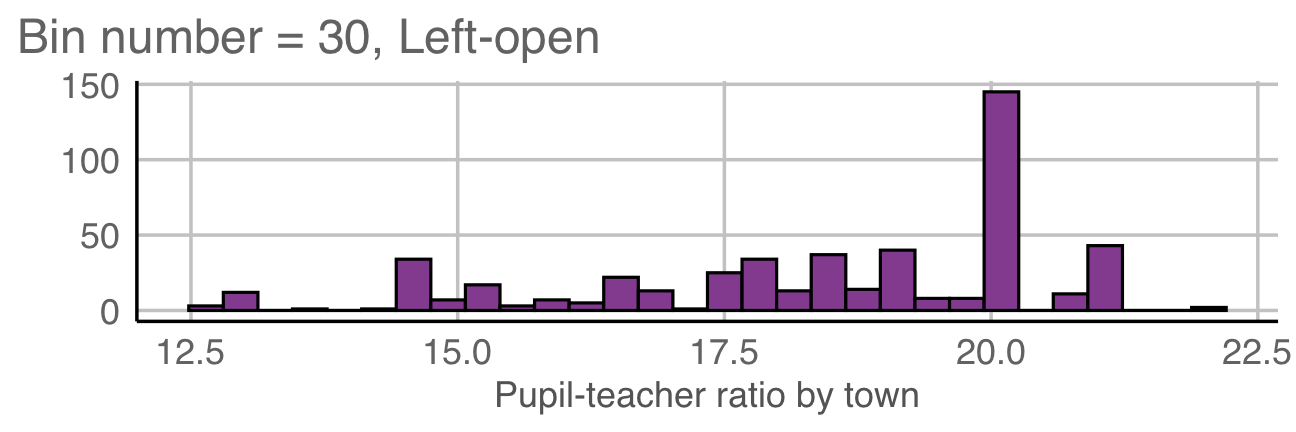 Bin number = 30, Left-open
150
100
50
0
12.5 15.0 17.5 20.0 22.5
Pupil-teacher ratio by town